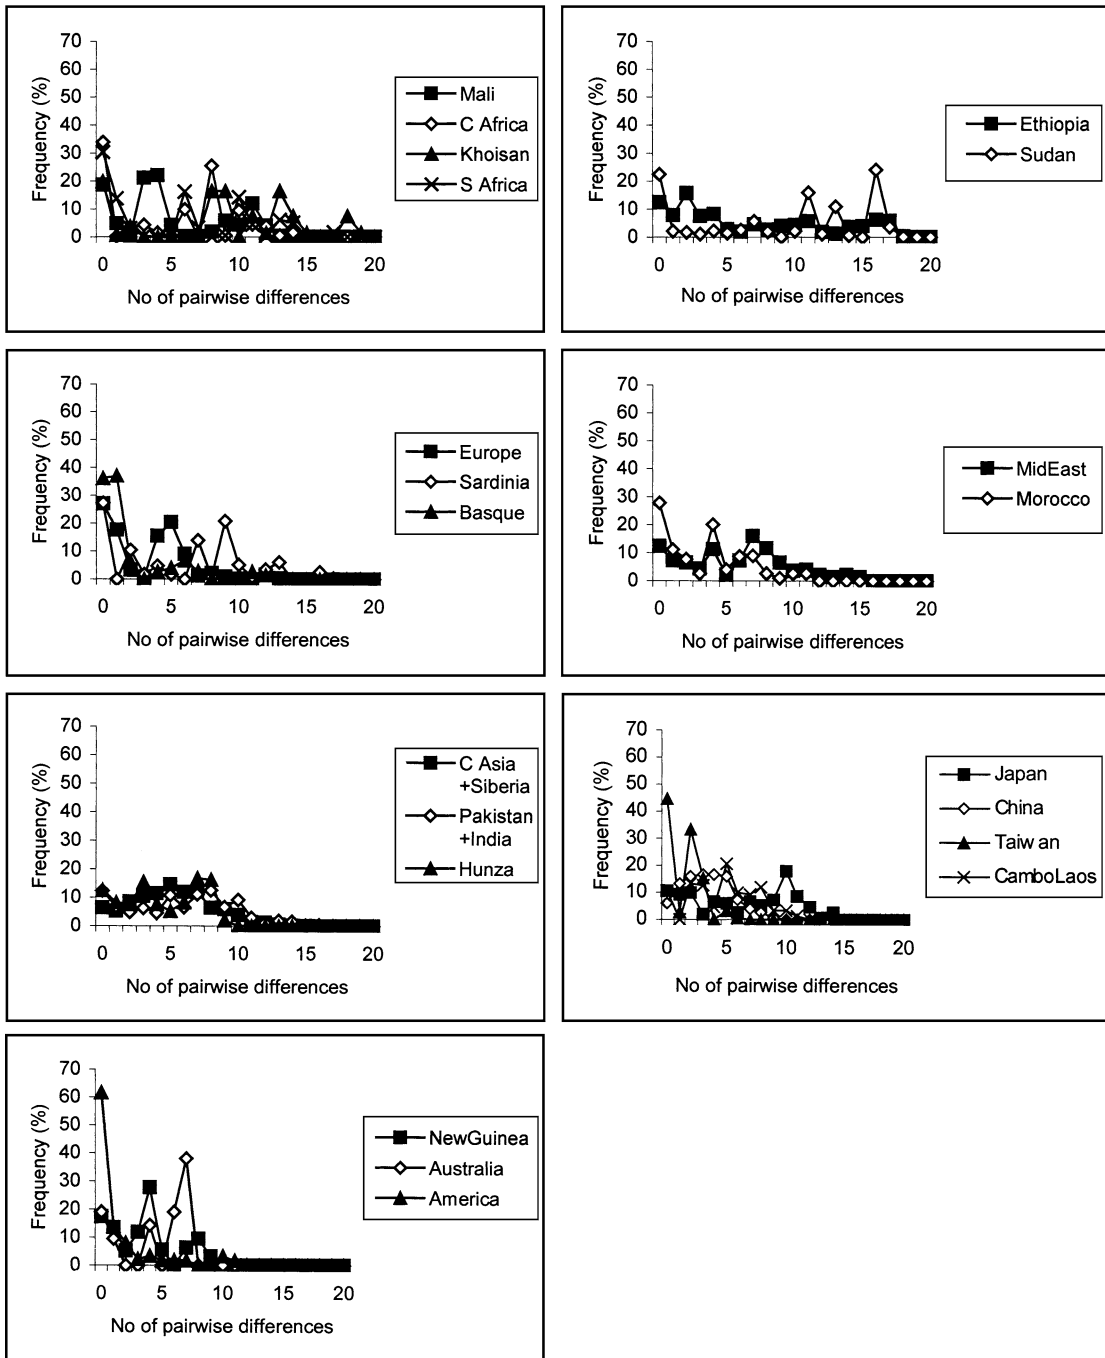 70
60
50
40
30
20
10
0
Frequency (%)
0 5 10 15 20
No of pairwise differences
Mali
C Africa
Khoisan
S Africa
70
60
50
40
30
20
10
0
Frequency (%)
0 5 10 15 20
No of pairwise differences
Ethiopia
Sudan
70
60
50
40
30
20
10
0
Frequency (%)
0 5 10 15 20
No of pairwise differences
Europe
Sardinia
Basque
70
60
50
40
30
20
10
0
Frequency (%)
0 5 10 15 20
No of pairwise differences
MidEast
Morocco
70
60
50
40
30
20
10
0
Frequency (%)
0 5 10 15 20
No of pairwise differences
C Asia
+Siberia
Pakistan
+India
Hunza
70
60
50
40
30
20
10
0
Frequency (%)
0 5 10 15 20
No of pairwise differences
Japan
China
Taiwan
CamboLaos
70
60
50
40
30
20
10
0
Frequency (%)
0 5 10 15 20
No of pairwise differences
NewGuinea
Australia
America